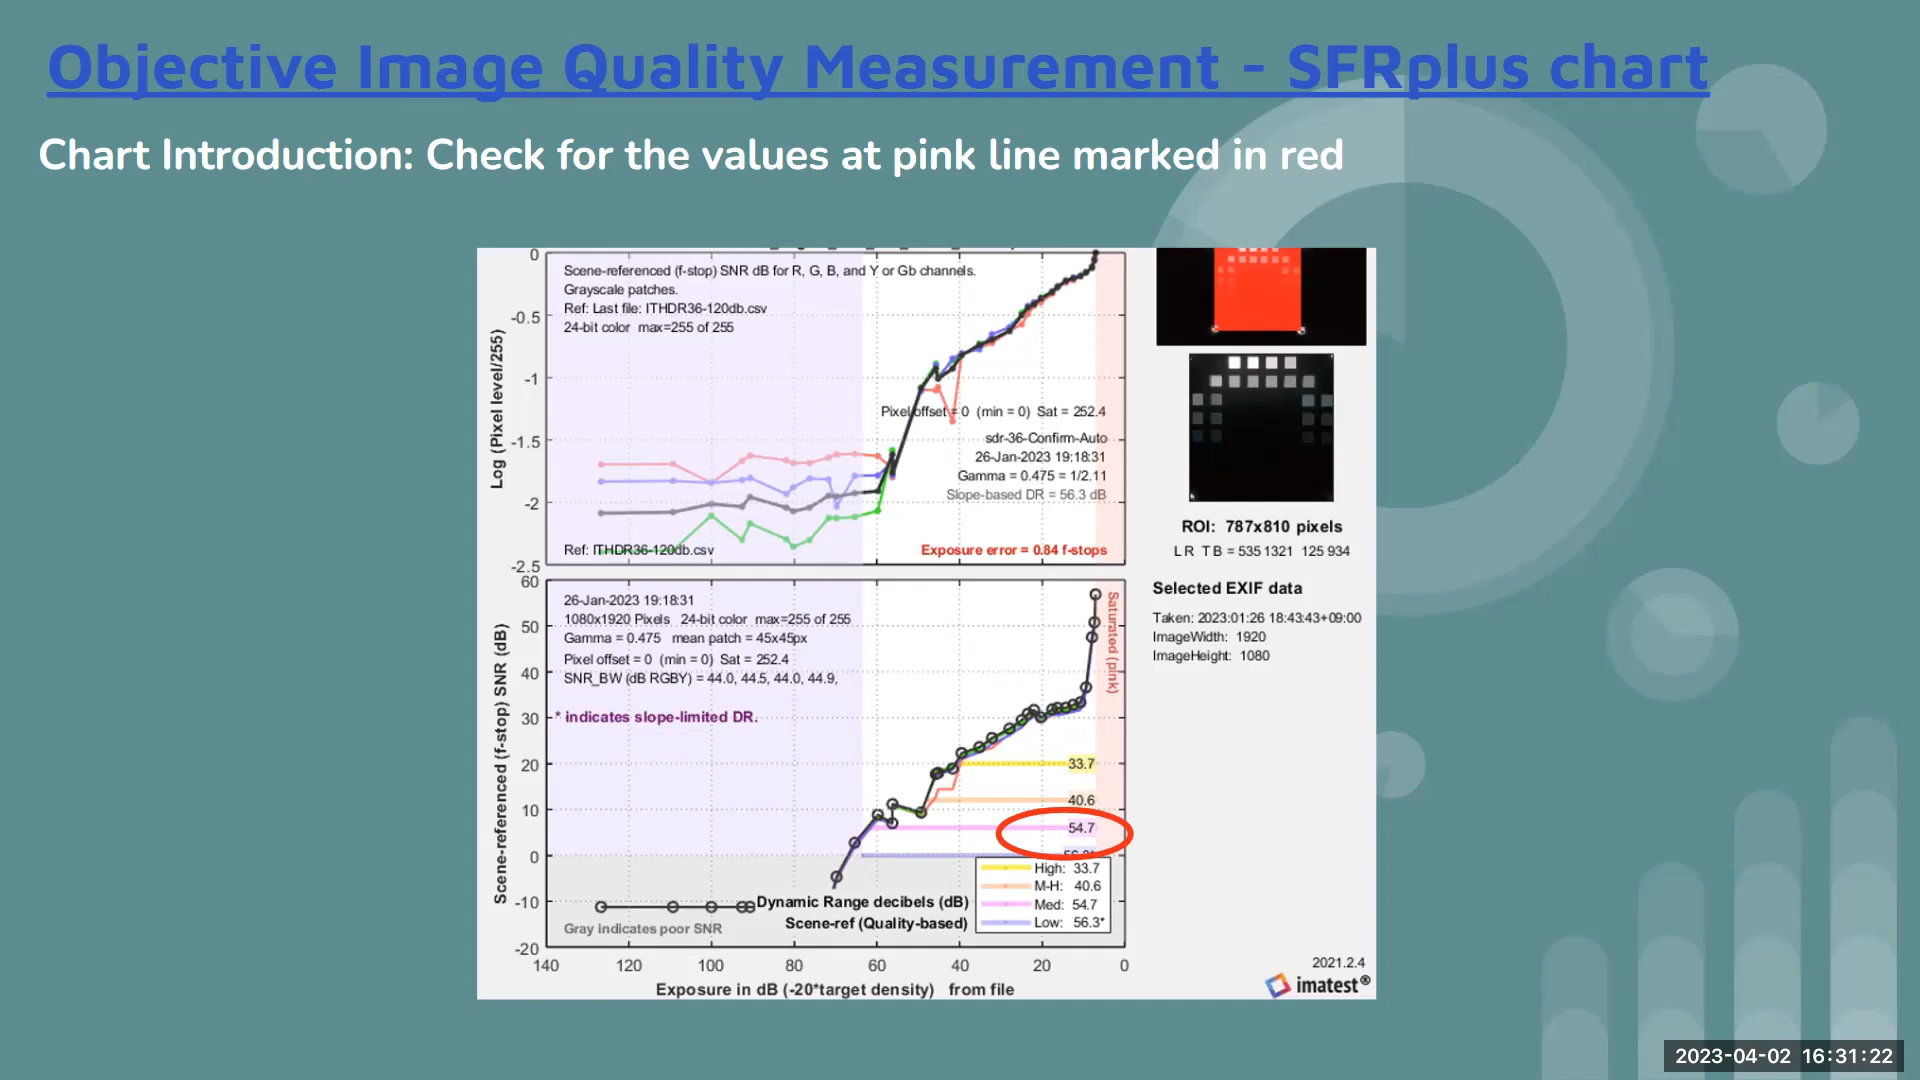 Objective Image Quality Measurement - SFRplus chart
Chart Introduction: Check for the values at pink line marked in red
Scene-referenced (f-stop) SNR dB for R, G, B, and Y or Gb channels.
Grayscale patches.
Ref: Last file: ITHDR36-120db.csv
24-bit color max=255 of 255
Pixel offset = 0 (min = 0) Sat = 252.4
sdr-36-Confirm-Auto
26-Jan-2023 19:18:31
Gamma = 0.475 = 1/2.11
Slope-based DR = 56.3 dB
Ref: ITHDR36-120db.csv
Exposure error = 0.84 f-stops
Log (Pixel level/255)
0
-0.5
-1
-1.5
-2
-2.5
ROI: 787x810 pixels
L R T B = 535 1321 125 934
Selected EXIF data
Taken: 2023:01:26 18:43:43+09:00
ImageWidth: 1920
ImageHeight: 1080
26-Jan-2023 19:18:31
1080x1920 Pixels 24-bit color max=255 of 255
Gamma = 0.475 mean patch = 45x45px
Pixel offset = 0 (min = 0) Sat = 252.4
SNR_BW (dB RGBY) = 44.0, 44.5, 44.0, 44.9,
* indicates slope-limited DR.
Saturated (pink)
33.7
40.6
54.7
High: 33.7
M-H: 40.6
Med: 54.7
Low: 56.3*
Dynamic Range decibels (dB)
Scene-ref (Quality-based)
Gray indicates poor SNR
Scene-referenced (f-stop) SNR (dB)
60
50
40
30
20
10
0
-10
-20
140 120 100 80 60 40 20 0
Exposure in dB (-20*target density) from file
2021.2.4
imatest®
2023-04-02 16:31:22